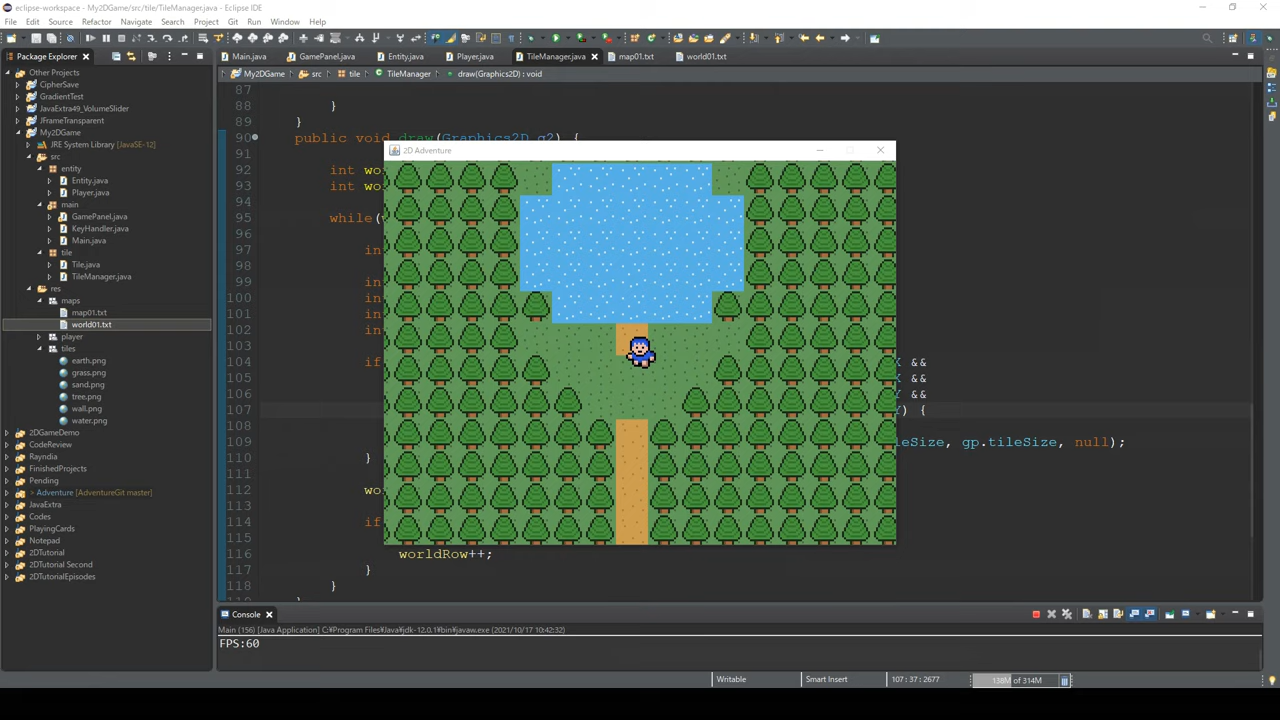 eclipse-workspace - My2DGame/src/tile/TileManager.java - Eclipse IDE
File Edit Source Refactor Navigate Search Project Git Run Window Help
Package Explorer
Main.java GamePanel.java Entity.java Player.java TileManager.java map01.txt world01.txt
Other Projects
CipherSave
GradientTest
JavaExtra49_VolumeSlider
JFrameTransparent
My2DGame
JRE System Library [JavaSE-12]
src
entity
Entity.java
Player.java
main
GamePanel.java
KeyHandler.java
Main.java
tile
Tile.java
TileManager.java
res
maps
map01.txt
world01.txt
player
tiles
earth.png
grass.png
sand.png
tree.png
wall.png
water.png
2DGameDemo
CodeReview
Rayndia
FinishedProjects
Pending
> Adventure [AdventureGit master]
JavaExtra
Codes
PlayingCards
Notepad
2DTutorial
2DTutorial Second
2DTutorialEpisodes
My2DGame src tile TileManager draw(Graphics2D) : void
87
88 }
89 }
90 public void draw(Graphics2D g2) {
91
92 int wo
93 int wo
94
95 while(
96
97 in
98
99 in
100 in
101 in
102 in
103
104 if X &&
105 X &&
106 Y &&
107 Y) {
108
109 leSize, gp.tileSize, null);
110 }
111
112 wo
113
114 if
115
116 worldRow++;
117 }
118 }
2D Adventure
Console
Main (156) [Java Application] C:¥Program Files¥Java¥jdk-12.0.1¥bin¥javaw.exe (2021/10/17 10:42:32)
FPS:60
Writable Smart Insert 107 : 37 : 2677 138M of 314M